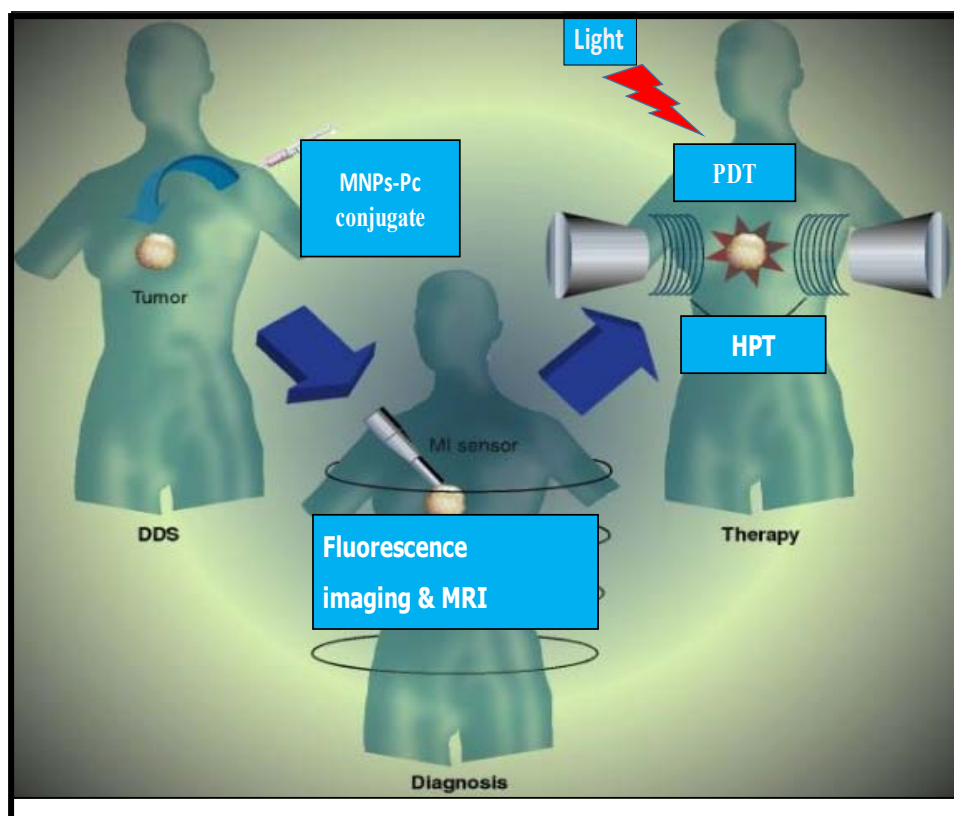 Light
MNPs-Pc
conjugate
PDT
Tumor
HPT
MI sensor
DDS
Fluorescence
imaging & MRI
Therapy
Diagnosis